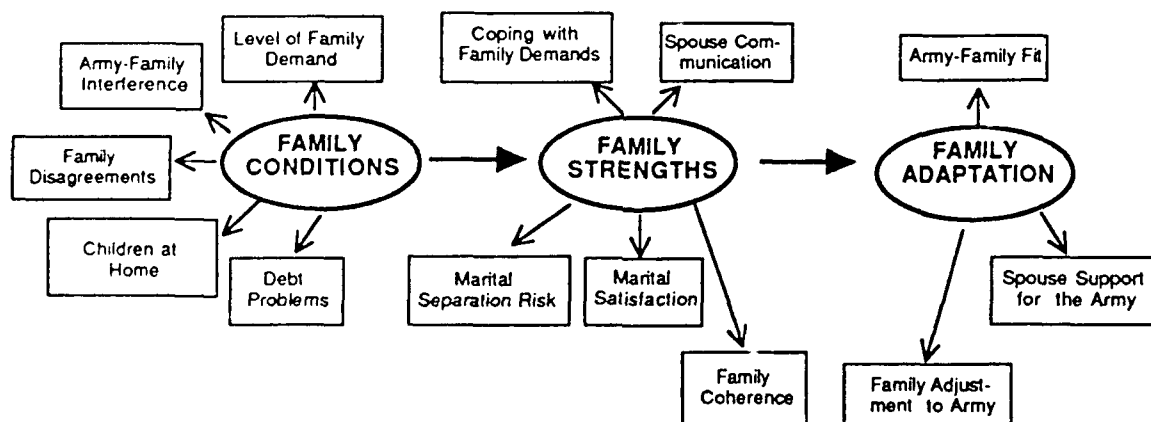 Level of Family
Demand
Army-Family
Interference
Family
Disagreements
Children at
Home
Debt
Problems
FAMILY
CONDITIONS
Coping with
Family Demands
Spouse Com-
munication
FAMILY
STRENGTHS
Marital
Separation Risk
Marital
Satisfaction
Family
Coherence
Army-Family Fit
FAMILY
ADAPTATION
Spouse Support
for the Army
Family Adjust-
ment to Army